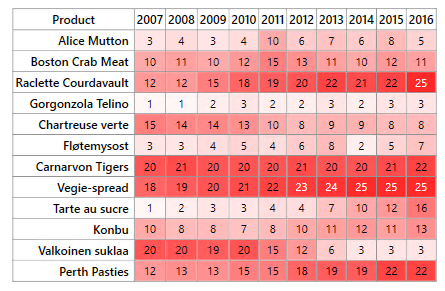 Product 2007 2008 2009 2010 2011 2012 2013 2014 2015 2016
Alice Mutton 3 4 3 4 10 6 7 6 8 5
Boston Crab Meat 10 11 10 12 15 13 11 10 12 11
Raclette Courdavault 12 12 15 18 19 20 22 21 22 25
Gorgonzola Telino 1 1 2 3 2 2 3 2 3 3
Chartreuse verte 15 14 14 13 10 8 9 9 8 8
Fløtemysost 3 3 4 5 4 6 8 2 5 7
Carnarvon Tigers 20 21 20 20 21 20 20 21 21 22
Vegie-spread 18 19 20 21 22 23 24 25 25 25
Tarte au sucre 1 2 3 3 4 4 7 10 12 16
Konbu 10 8 8 7 8 10 11 12 11 13
Valkoinen suklaa 20 20 19 20 15 12 6 3 3 3
Perth Pasties 12 13 13 15 15 18 19 19 22 22